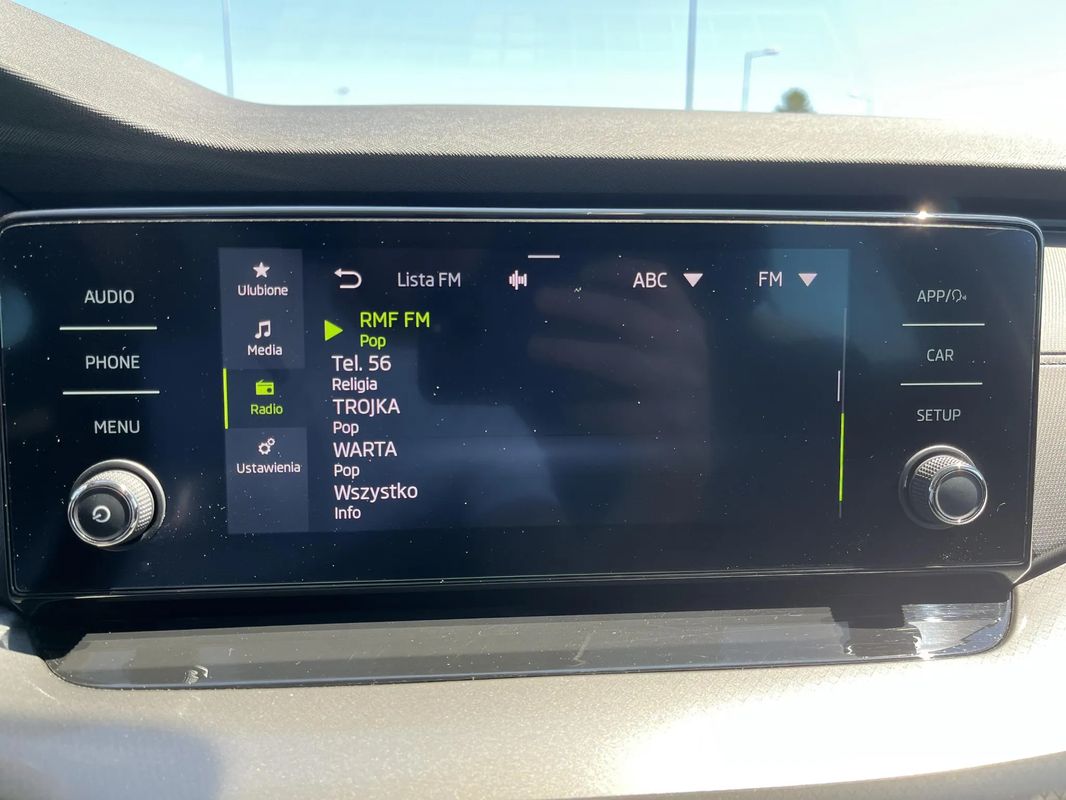 AUDIO
PHONE
MENU
Ulubione
Media
Radio
Ustawienia
Lista FM
ABC
FM
RMF FM
Pop
Tel. 56
Religia
TROJKA
Pop
WARTA
Pop
Wszystko
Info
APP/
CAR
SETUP